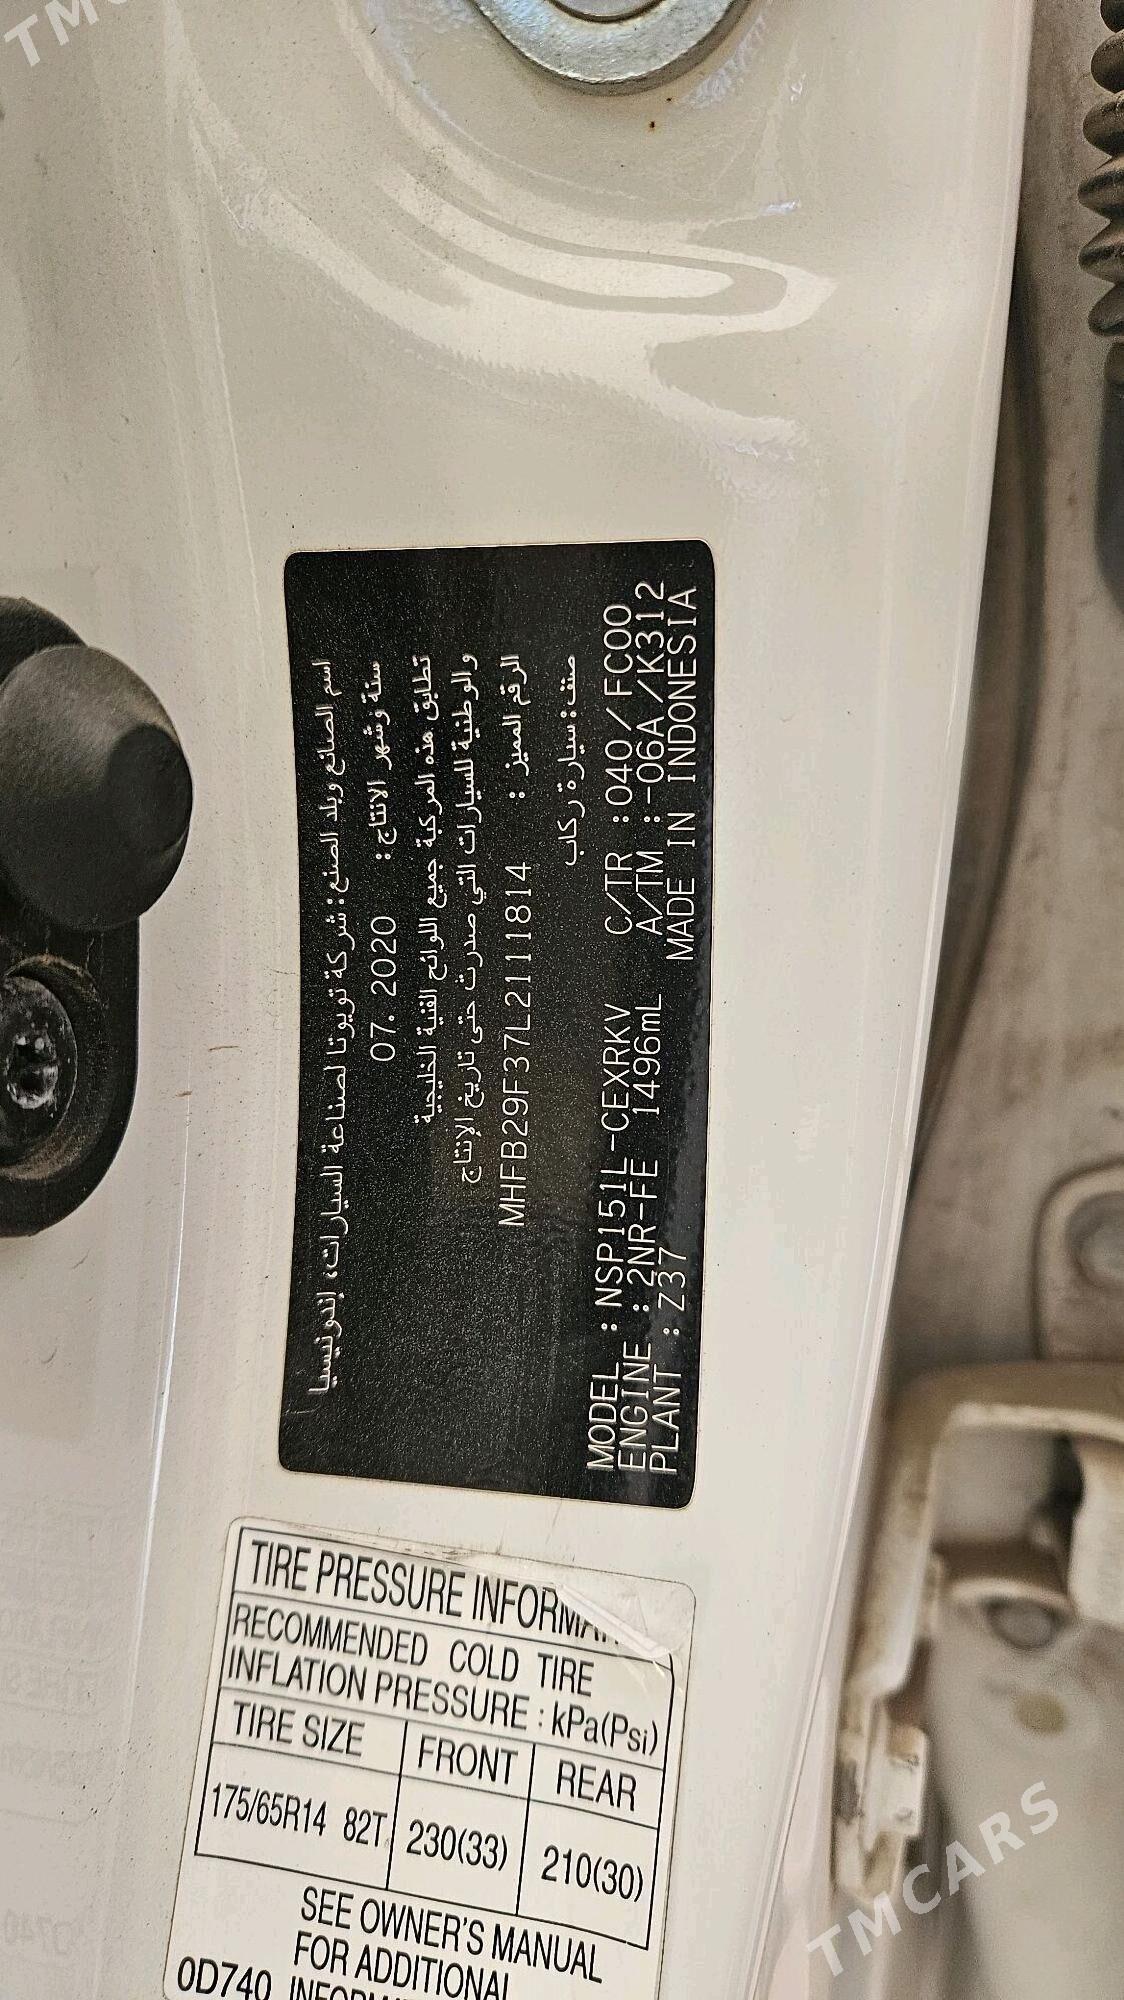 اسم الصانع وبلد الصنع: شركة تويوتا لصناعة السيارات، إندونيسيا
سنة وشهر الانتاج: 07.2020
تطابق هذه المركبة جميع اللوائح الفنية الخليجية
والوطنية للسيارات التي صدرت حتى تاريخ الإنتاج
الرقم المميز: MHFB29F37L2111814
صنف: سيارة ركاب
MODEL : NSP151L-CEXRKV C/TR :040/FC00
ENGINE : 2NR-FE 1496mL A/TM :-06A/K312
PLANT : Z37 MADE IN INDONESIA
TIRE PRESSURE
RECOMMENDED COLD TIRE
INFLATION PRESSURE : kPa(Psi)
TIRE SIZE FRONT REAR
175/65R14 82T 230(33) 210(30)
SEE OWNER'S MANUAL
FOR ADDITIONAL
0D740
TMCARS